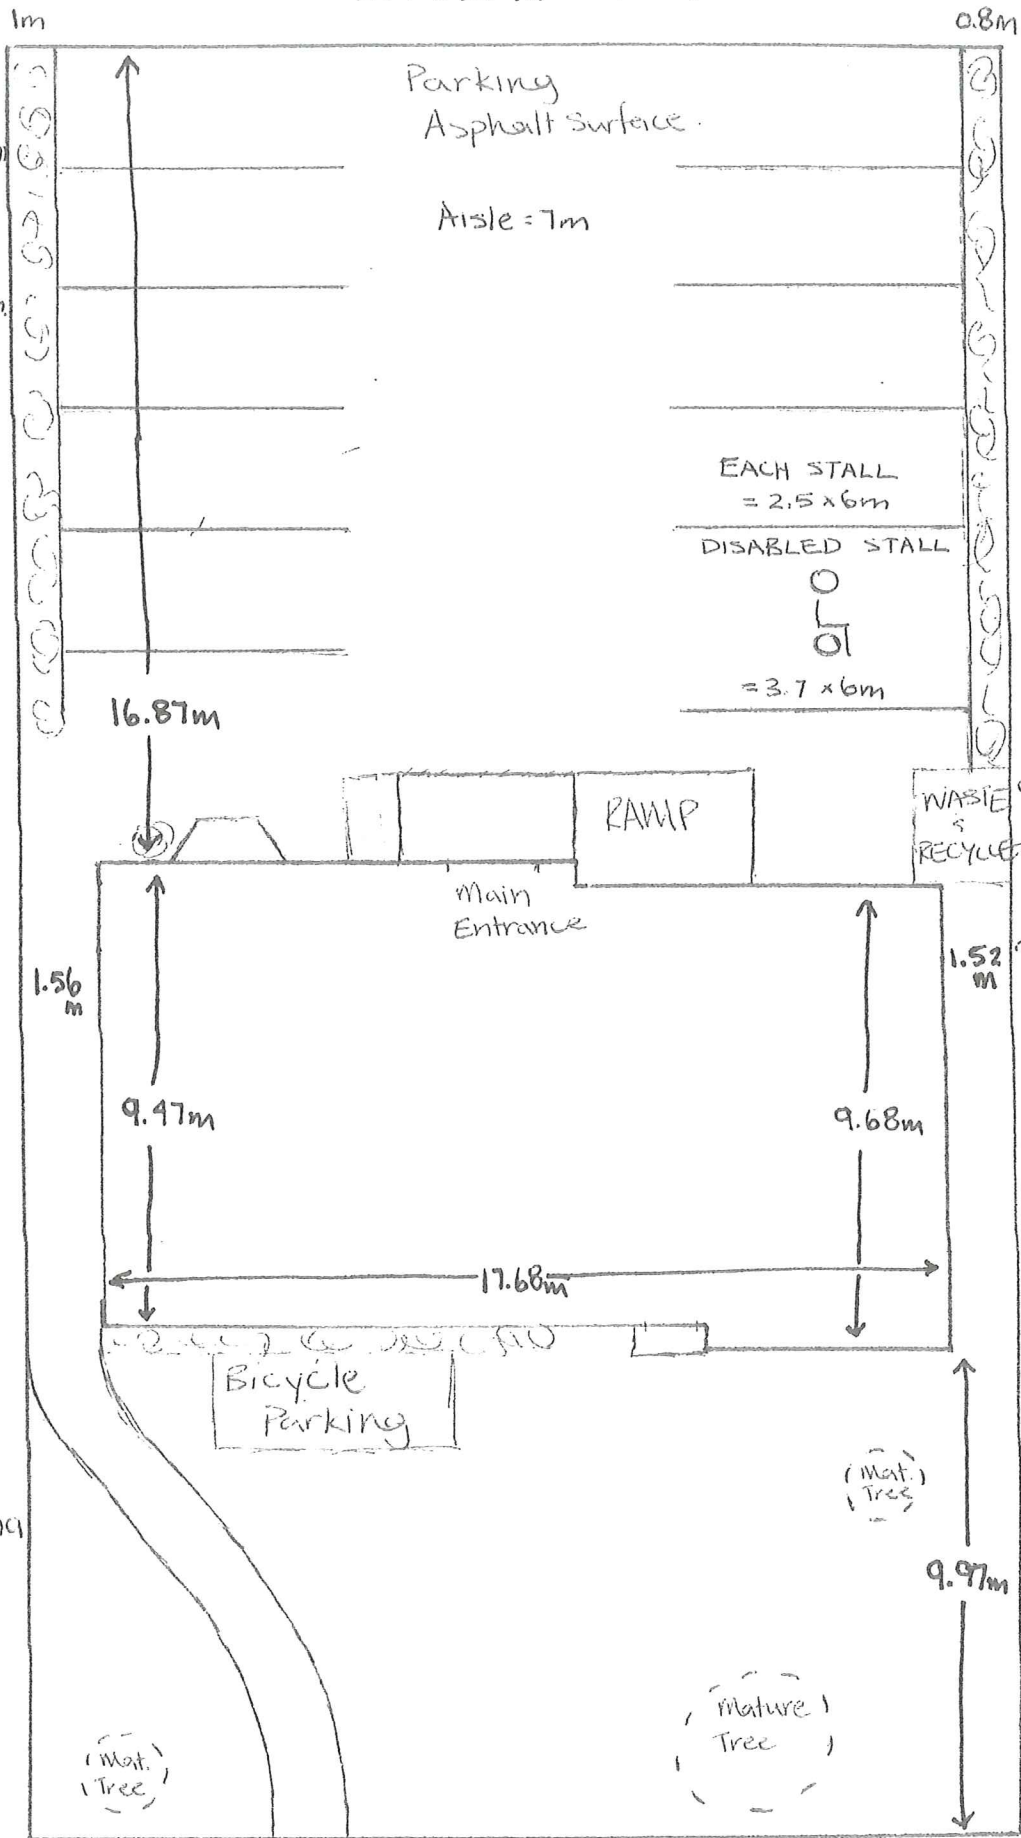 1m
0.8m
Parking
Asphalt Surface.
Aisle = 7m
EACH STALL
= 2.5 x 6m
DISABLED STALL
= 3.7 x 6m
16.87m
RAMP
WASTE
&
RECYCLE
Main
Entrance
1.56
m
1.52
m
9.47m
9.68m
17.68m
Bicycle
Parking
Mat.
Tree
9.97m
Mature
Tree
Mat.
Tree